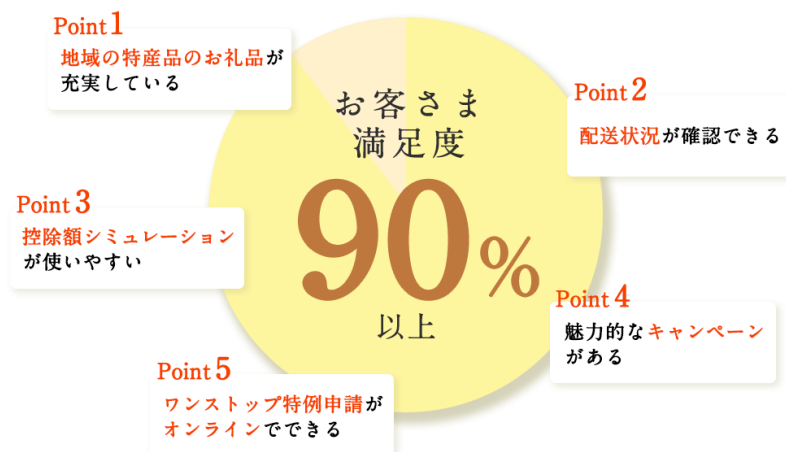 Point 1
地域の特産品のお礼品が
充実している
お客さま
満足度
90%
以上
Point 2
配送状況が確認できる
Point 3
控除額シミュレーション
が使いやすい
Point 4
魅力的なキャンペーン
がある
Point 5
ワンストップ特例申請が
オンラインでできる